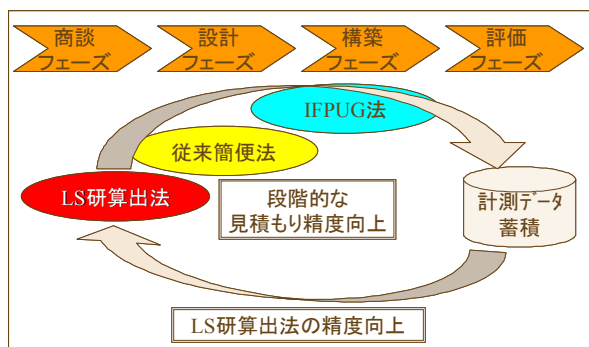 商談
フェーズ
設計
フェーズ
構築
フェーズ
評価
フェーズ
IFPUG法
従来簡便法
LS研算出法
段階的な
見積もり精度向上
計測データ
蓄積
LS研算出法の精度向上